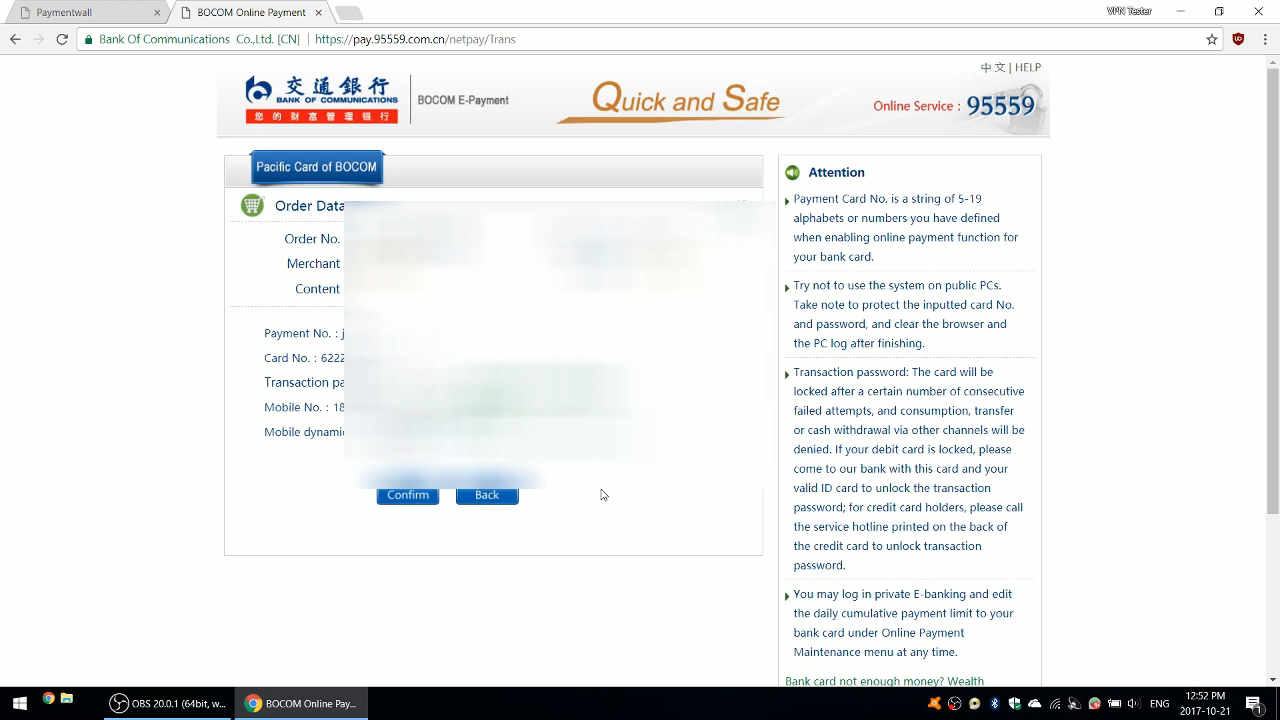 Paymentwall
BOCOM Online Payment
VPN Tester
Bank Of Communications Co.,Ltd. [CN]
https://pay.95559.com.cn/netpay/Trans
中文 | HELP
交通銀行
BANK OF COMMUNICATIONS
您的财富管理银行
BOCOM E-Payment
Quick and Safe
Online Service : 95559
Pacific Card of BOCOM
Order Data
Order No.
Merchant
Content
Payment No. : j
Card No. : 6222
Transaction pa
Mobile No. : 18
Mobile dynami
Confirm
Back
Attention
Payment Card No. is a string of 5-19
alphabets or numbers you have defined
when enabling online payment function for
your bank card.
Try not to use the system on public PCs.
Take note to protect the inputted card No.
and password, and clear the browser and
the PC log after finishing.
Transaction password: The card will be
locked after a certain number of consecutive
failed attempts, and consumption, transfer
or cash withdrawal via other channels will be
denied. If your debit card is locked, please
come to our bank with this card and your
valid ID card to unlock the transaction
password; for credit card holders, please call
the service hotline printed on the back of
the credit card to unlock transaction
password.
You may log in private E-banking and edit
the daily cumulative payment limit to your
bank card under Online Payment
Maintenance menu at any time.
Bank card not enough money? Wealth
OBS 20.0.1 (64bit, w...
BOCOM Online Pay...
ENG
12:52 PM
2017-10-21
1